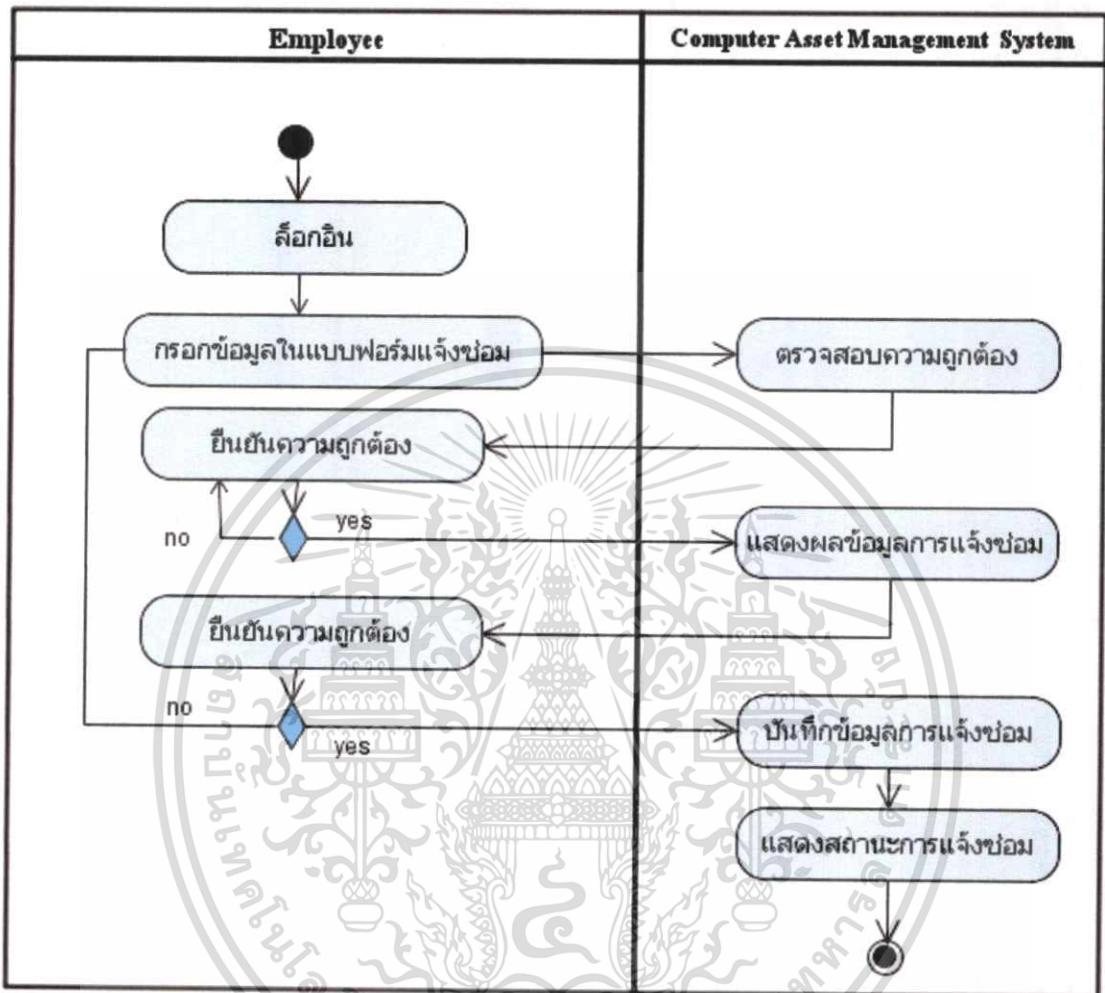 Employee
Computer Asset Management System
ล็อกอิน
กรอกข้อมูลในแบบฟอร์มแจ้งซ่อม
ตรวจสอบความถูกต้อง
ยืนยันความถูกต้อง
no
yes
แสดงผลข้อมูลการแจ้งซ่อม
ยืนยันความถูกต้อง
no
yes
บันทึกข้อมูลการแจ้งซ่อม
แสดงสถานะการแจ้งซ่อม